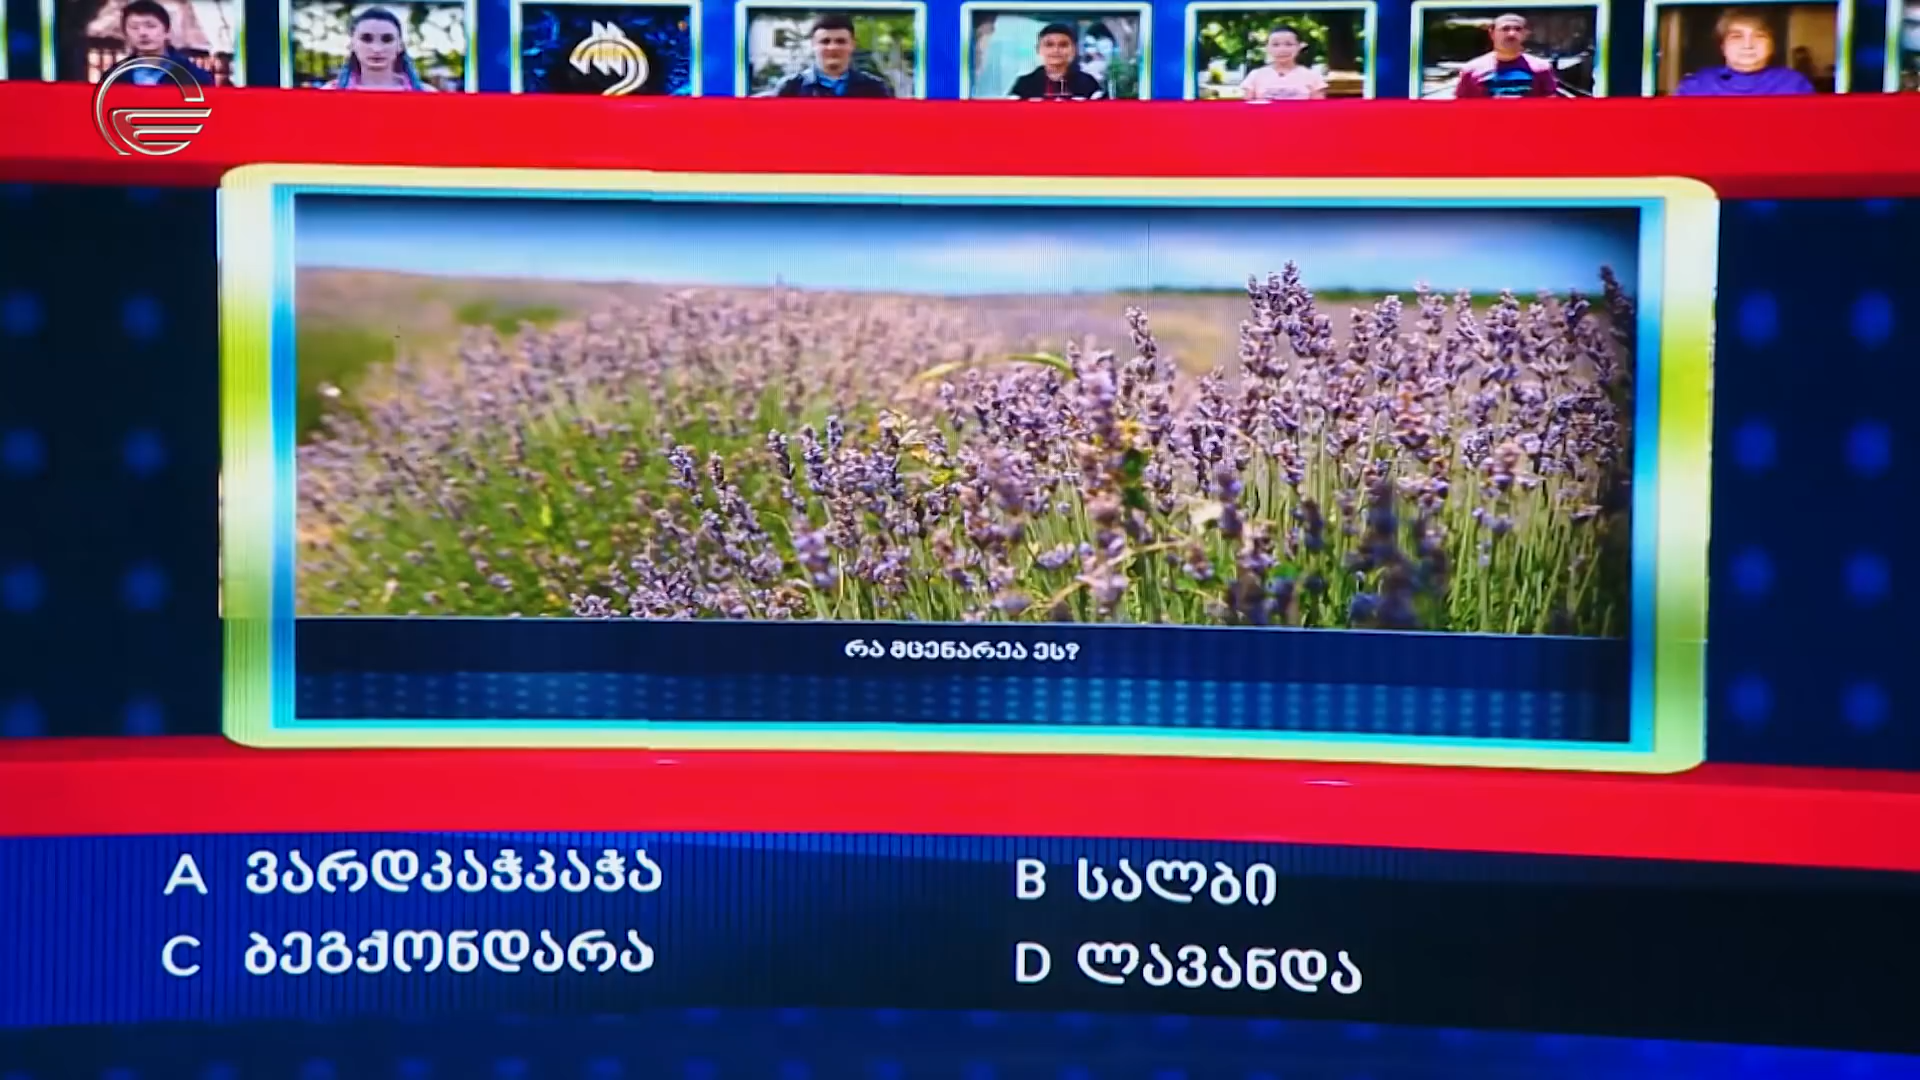 რა მცენარეა ეს?
A ვარდკაჭკაჭა
B სალბი
C ბეგქონდარა
D ლავანდა